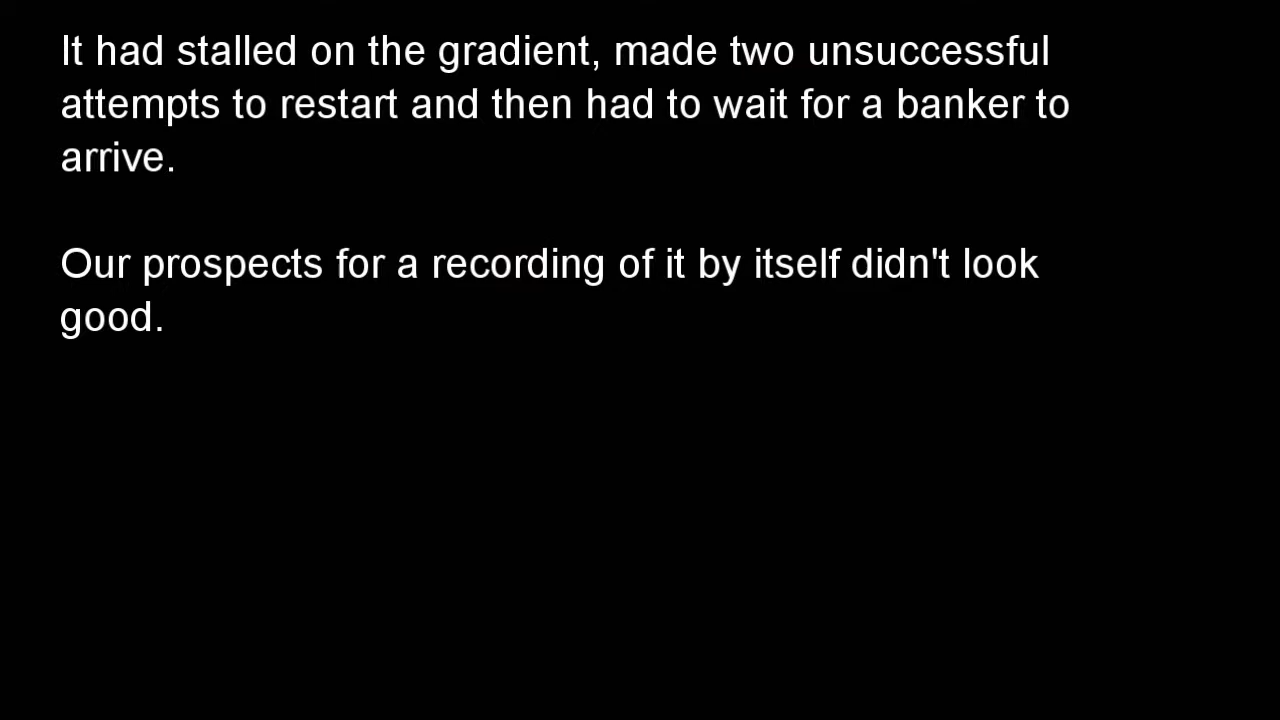 It had stalled on the gradient, made two unsuccessful
attempts to restart and then had to wait for a banker to
arrive.
Our prospects for a recording of it by itself didn't look
good.